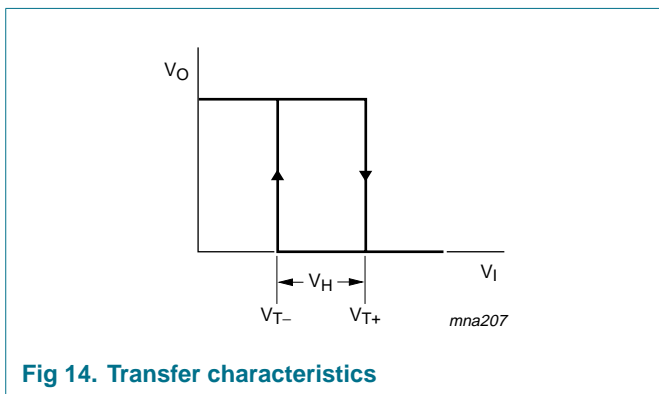 VO
VH
VI
VT−
VT+
mna207
Fig 14. Transfer characteristics